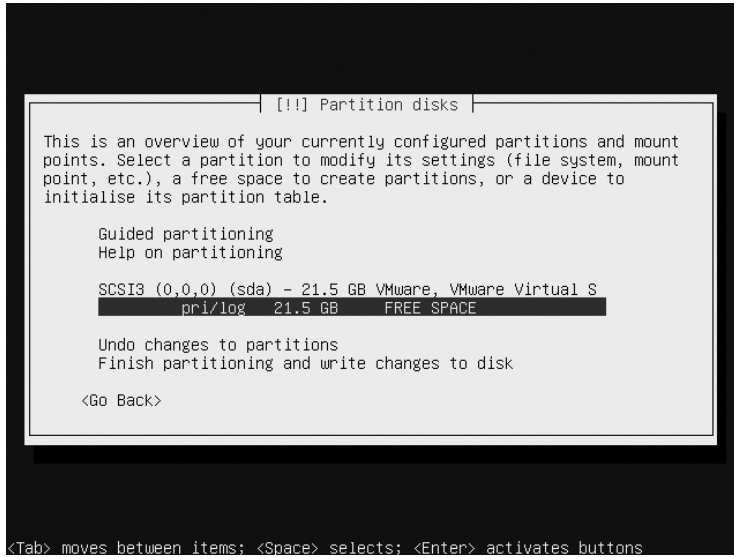 [!!] Partition disks
This is an overview of your currently configured partitions and mount
points. Select a partition to modify its settings (file system, mount
point, etc.), a free space to create partitions, or a device to
initialise its partition table.
Guided partitioning
Help on partitioning
SCSI3 (0,0,0) (sda) – 21.5 GB VMware, VMware Virtual S
pri/log 21.5 GB FREE SPACE
Undo changes to partitions
Finish partitioning and write changes to disk
<Go Back>
<Tab> moves between items; <Space> selects; <Enter> activates buttons